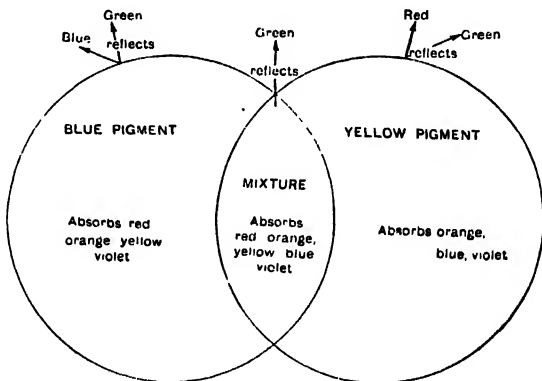 Green
Blue
reflects
Green
reflects
Red
Green
reflects
BLUE PIGMENT
Absorbs red
orange yellow
violet
MIXTURE
Absorbs
red orange,
yellow blue
violet
YELLOW PIGMENT
Absorbs orange,
blue, violet